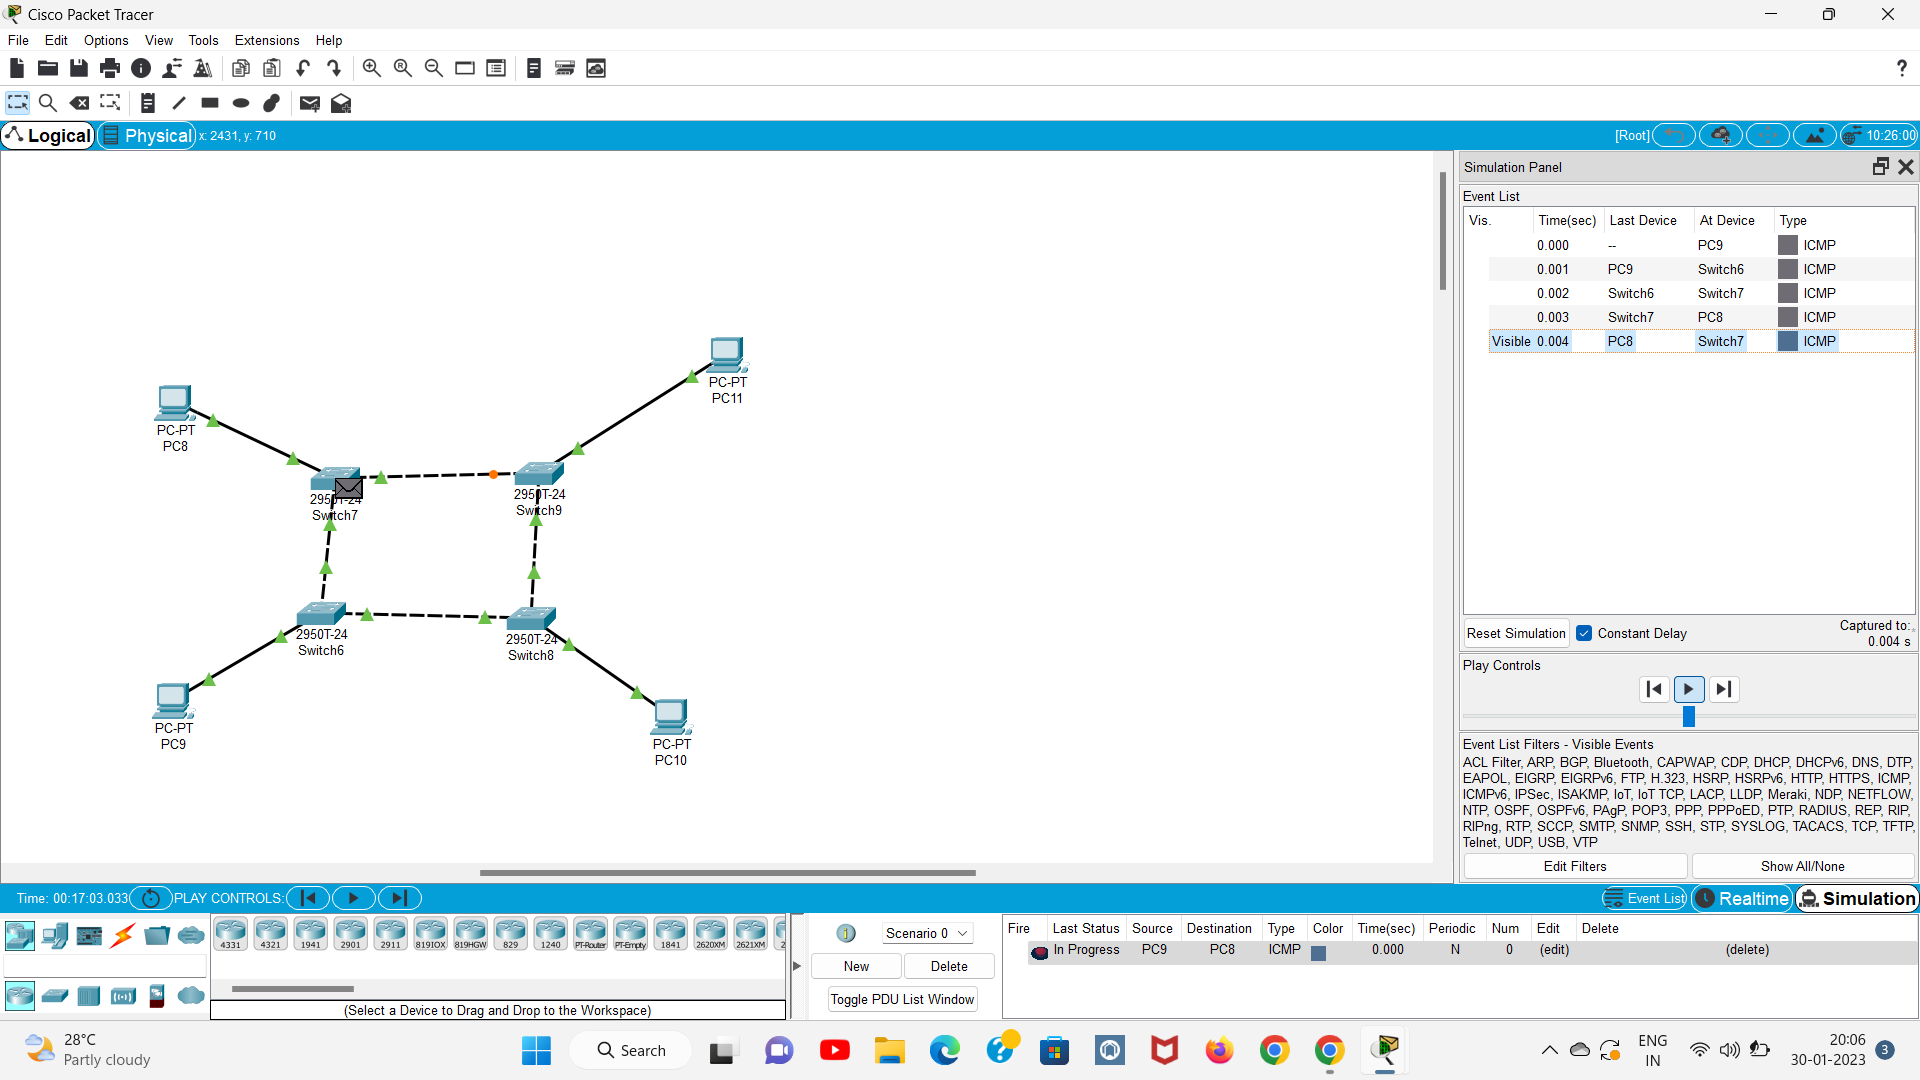 Cisco Packet Tracer
File Edit Options View Tools Extensions Help
?
Logical Physical x: 2431, y: 710
[Root] 10:26:00
PC-PT
PC11
PC-PT
PC8
2950T-24
Switch7
2950T-24
Switch9
2950T-24
Switch6
2950T-24
Switch8
PC-PT
PC9
PC-PT
PC10
Simulation Panel
Event List
Vis. Time(sec) Last Device At Device Type
0.000 -- PC9 ICMP
0.001 PC9 Switch6 ICMP
0.002 Switch6 Switch7 ICMP
0.003 Switch7 PC8 ICMP
Visible 0.004 PC8 Switch7 ICMP
Reset Simulation Constant Delay Captured to:
0.004 s
Play Controls
Event List Filters - Visible Events
ACL Filter, ARP, BGP, Bluetooth, CAPWAP, CDP, DHCP, DHCPv6, DNS, DTP,
EAPOL, EIGRP, EIGRPv6, FTP, H.323, HSRP, HSRPv6, HTTP, HTTPS, ICMP,
ICMPv6, IPSec, ISAKMP, IoT, IoT TCP, LACP, LLDP, Meraki, NDP, NETFLOW,
NTP, OSPF, OSPFv6, PAgP, POP3, PPP, PPPoED, PTP, RADIUS, REP, RIP,
RIPng, RTP, SCCP, SMTP, SNMP, SSH, STP, SYSLOG, TACACS, TCP, TFTP,
Telnet, UDP, USB, VTP
Edit Filters Show All/None
Time: 00:17:03.033 PLAY CONTROLS: Event List Realtime Simulation
4331 4321 1941 2901 2911 819IOX 819HGW 829 1240 PT-Router PT-Empty 1841 2620XM 2621XM 2
(Select a Device to Drag and Drop to the Workspace)
Scenario 0
New Delete
Toggle PDU List Window
Fire Last Status Source Destination Type Color Time(sec) Periodic Num Edit Delete
In Progress PC9 PC8 ICMP 0.000 N 0 (edit) (delete)
28°C
Partly cloudy
Search
ENG
IN
20:06
30-01-2023
3